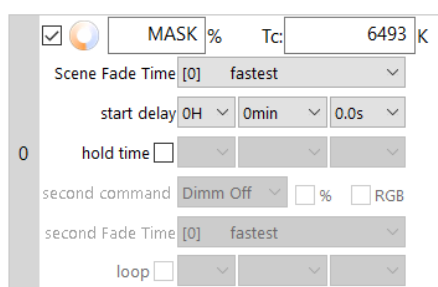 MASK % Tc: 6493 K
Scene Fade Time [0] fastest
start delay 0H 0min 0.0s
0 hold time
second command Dimm Off % RGB
second Fade Time [0] fastest
loop